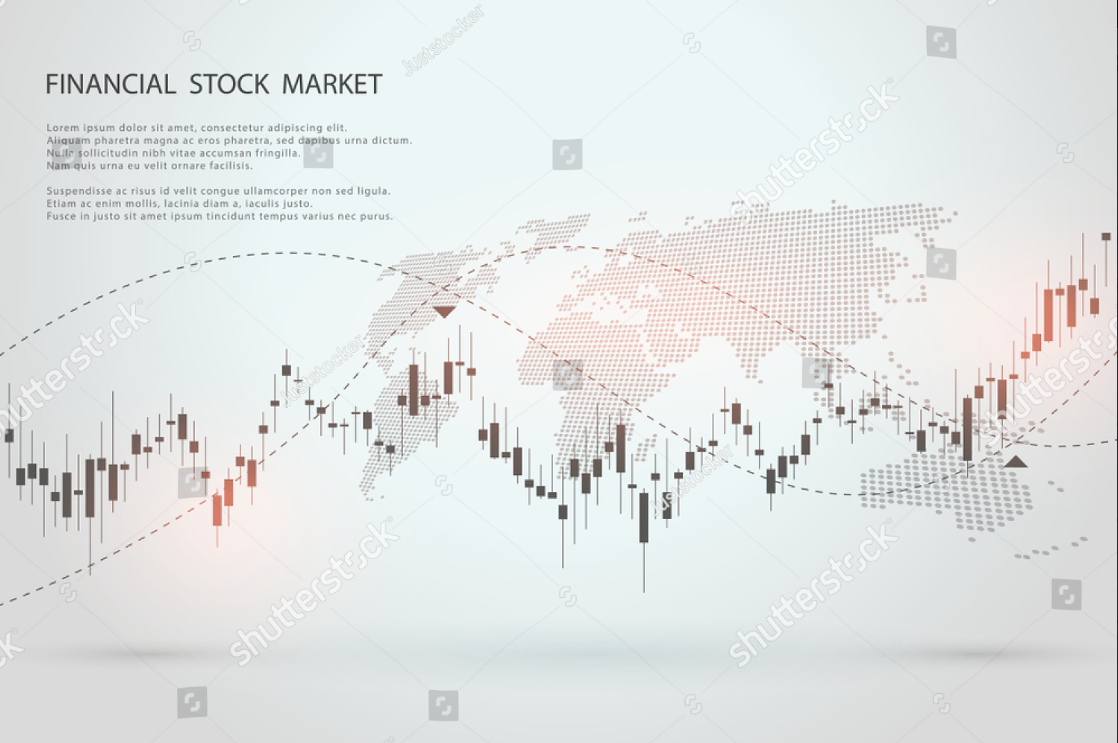 juststocker
FINANCIAL STOCK MARKET
Lorem ipsum dolor sit amet, consectetur adipiscing elit.
Aliquam pharetra magna ac eros pharetra, sed dapibus urna dictum.
Nulla sollicitudin nibh vitae accumsan fringilla.
Nam quis urna eu velit ornare facilisis.
Suspendisse ac risus id velit congue ullamcorper non sed ligula.
Etiam ac enim mollis, lacinia diam a, iaculis justo.
Fusce in justo sit amet ipsum tincidunt tempus varius nec purus.
shutterstock
shutterstock
juststocker
shutterstock
juststocker
shutterstock
shutterstock